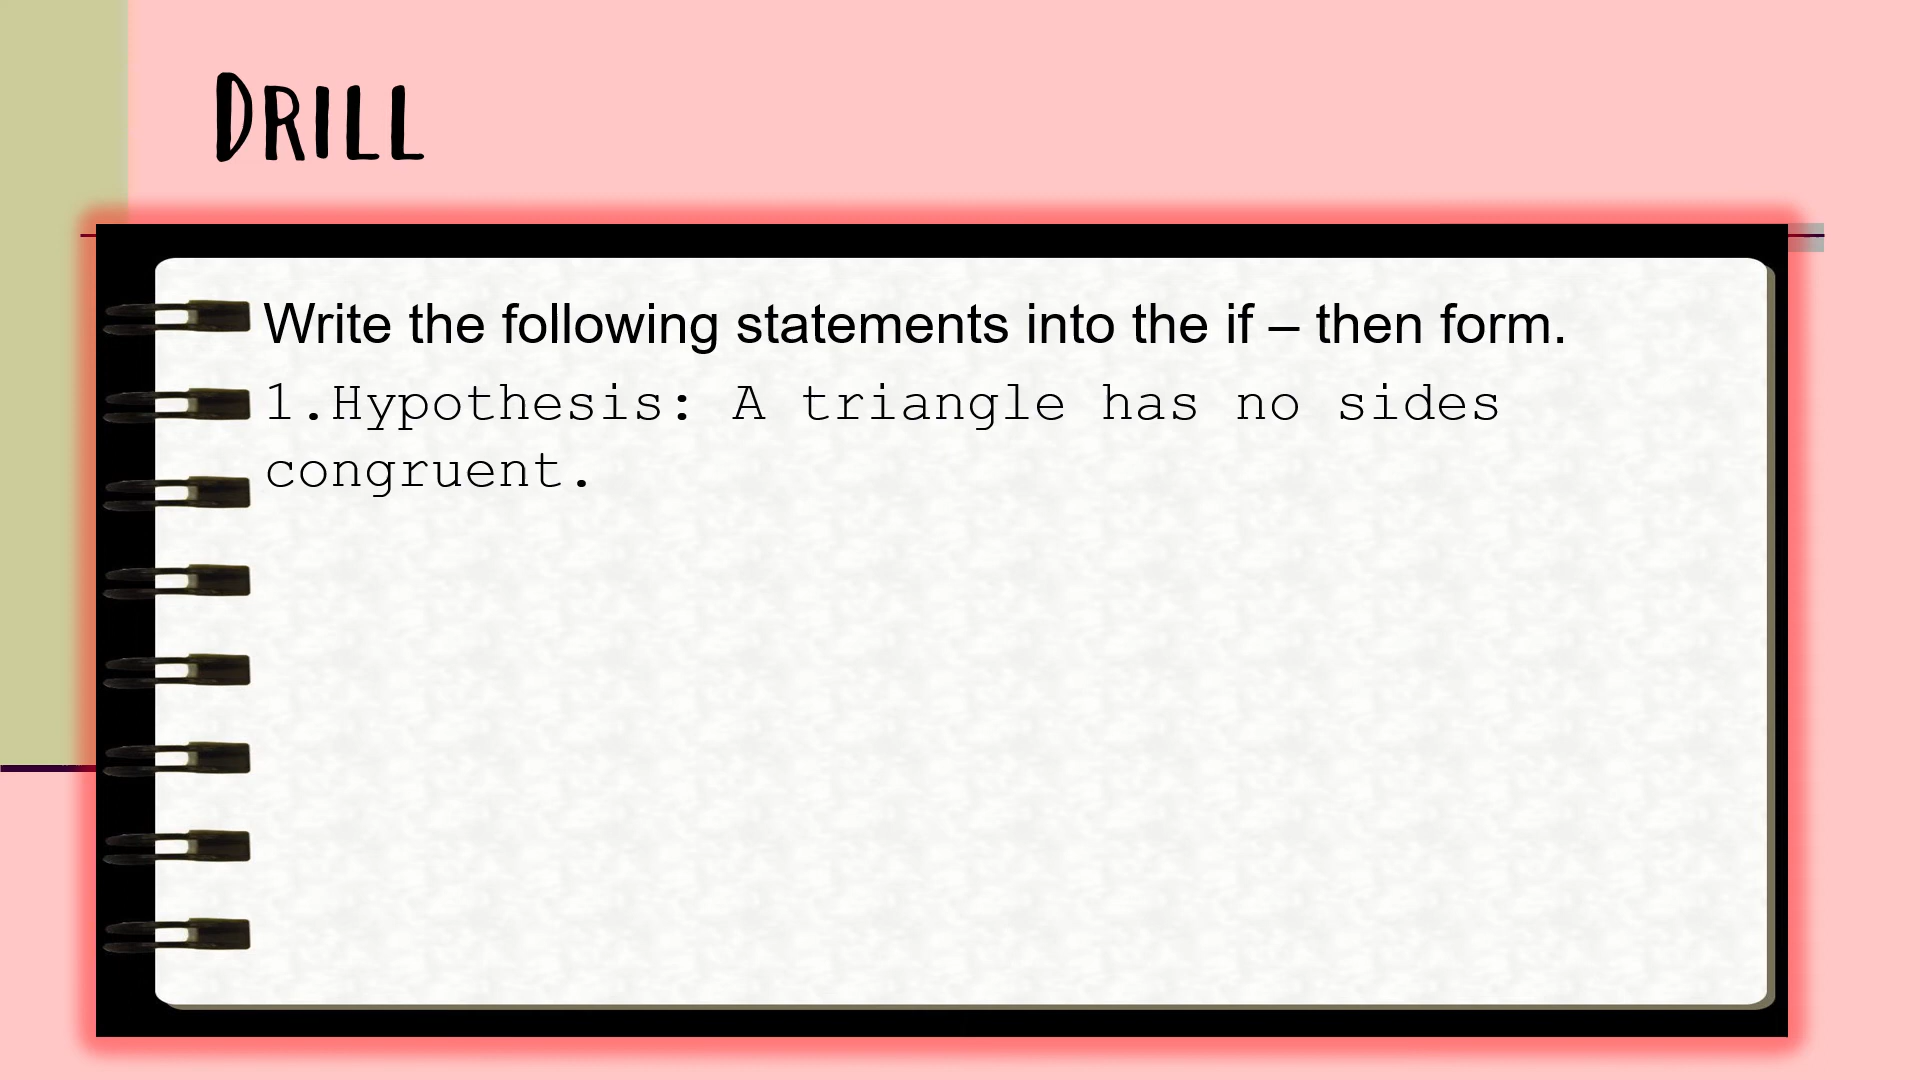 DRILL
Write the following statements into the if – then form.
1.Hypothesis: A triangle has no sides
congruent.